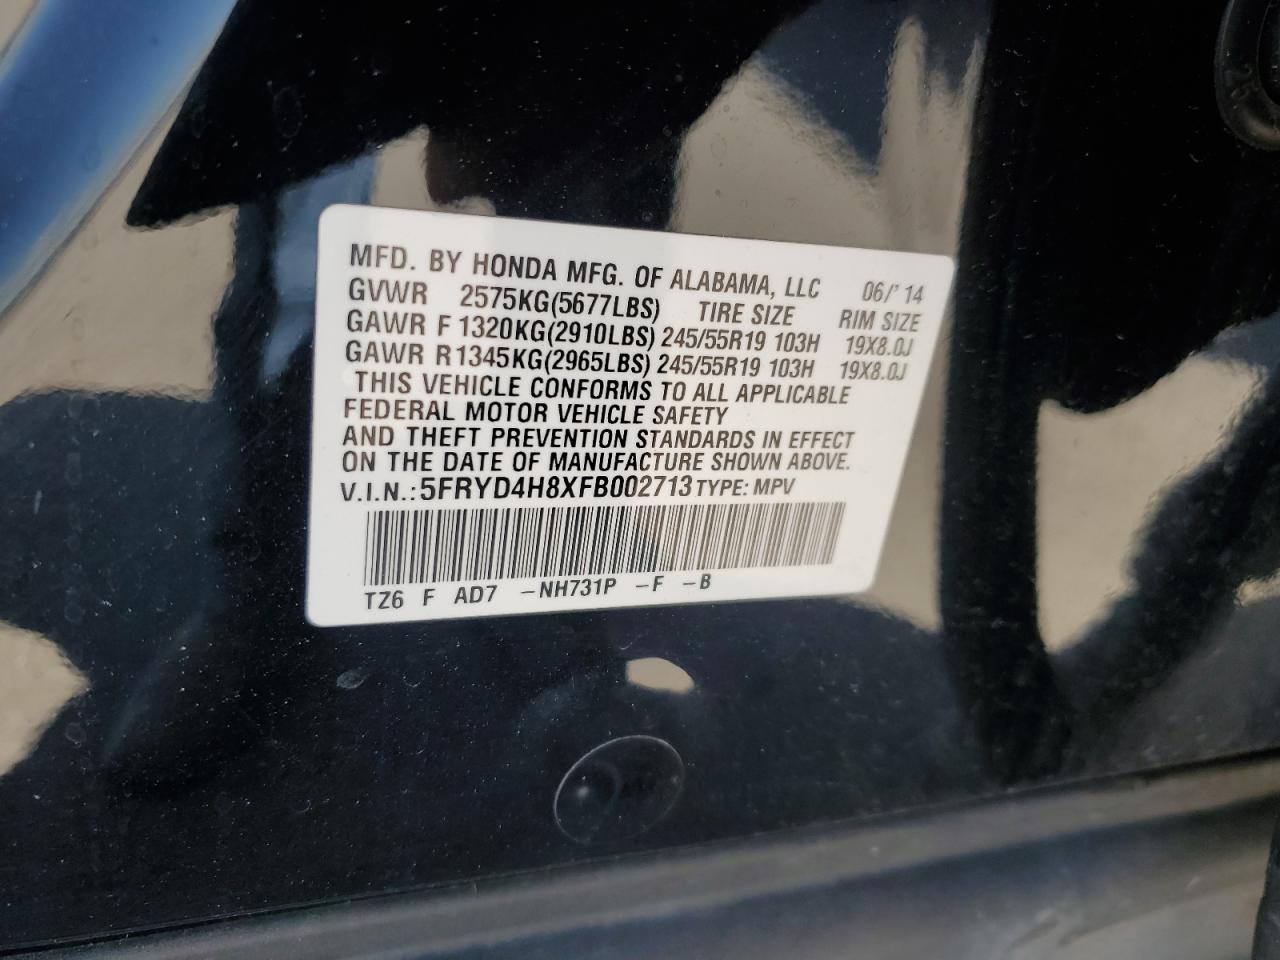 MFD. BY HONDA MFG. OF ALABAMA, LLC 06/'14
GVWR 2575KG(5677LBS) TIRE SIZE RIM SIZE
GAWR F 1320KG(2910LBS) 245/55R19 103H 19X8.0J
GAWR R 1345KG(2965LBS) 245/55R19 103H 19X8.0J
THIS VEHICLE CONFORMS TO ALL APPLICABLE
FEDERAL MOTOR VEHICLE SAFETY
AND THEFT PREVENTION STANDARDS IN EFFECT
ON THE DATE OF MANUFACTURE SHOWN ABOVE.
V.I.N.: 5FRYD4H8XFB002713 TYPE: MPV
TZ6 F AD7 -NH731P -F -B